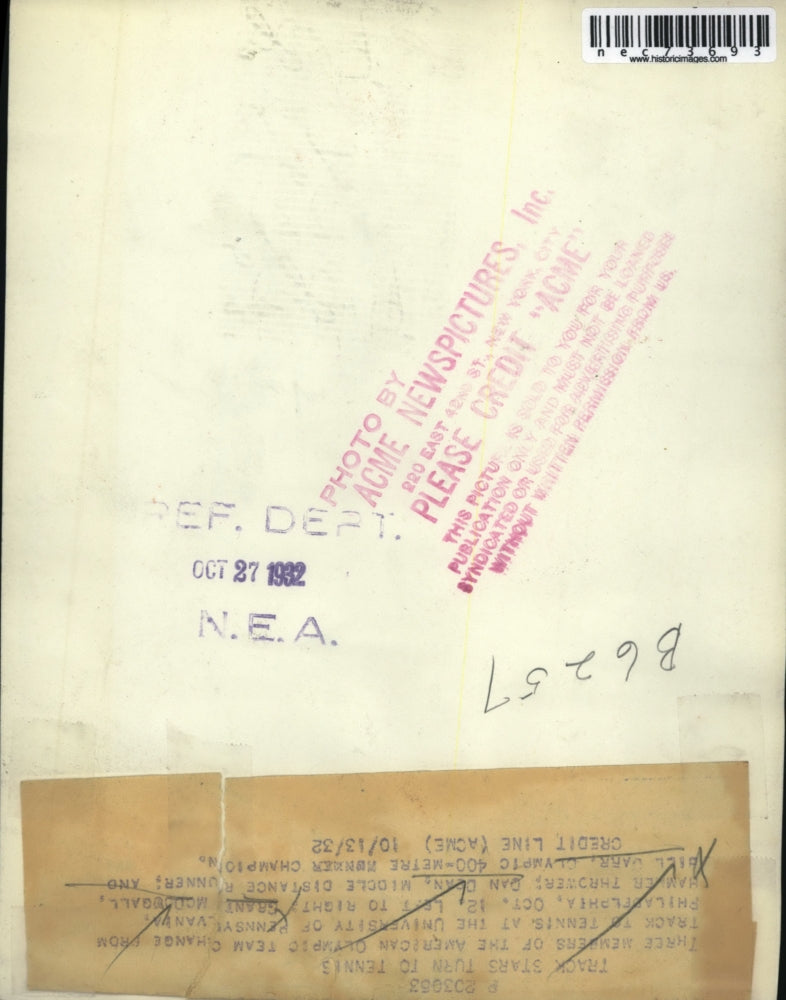 nec73693
www.historicimages.com
PHOTO BY
ACME NEWSPICTURES, Inc.
220 EAST 42ND ST., NEW YORK CITY
PLEASE CREDIT "ACME"
THIS PICTURE IS SOLD TO YOU FOR YOUR
PUBLICATION ONLY AND MUST NOT BE LOANED
SYNDICATED OR USED FOR ADVERTISING PURPOSES
WITHOUT WRITTEN PERMISSION FROM US.
REF. DEPT.
OCT 27 1932
N.E.A.
B6257
TRACK STARS TURN TO TENNIS
THREE MEMBERS OF THE AMERICAN OLYMPIC TEAM CHANGE FROM
TRACK TO TENNIS AT THE UNIVERSITY OF PENNSYLVANIA,
PHILADELPHIA, OCT. 12 LEFT TO RIGHT: GRANT MCDOUGALL,
HAMMER THROWER; DAN DEAN, MIDDLE DISTANCE RUNNER; AND
BILL CARR, OLYMPIC 400-METRE RUNNER CHAMPION.
CREDIT LINE (ACME) 10/13/32